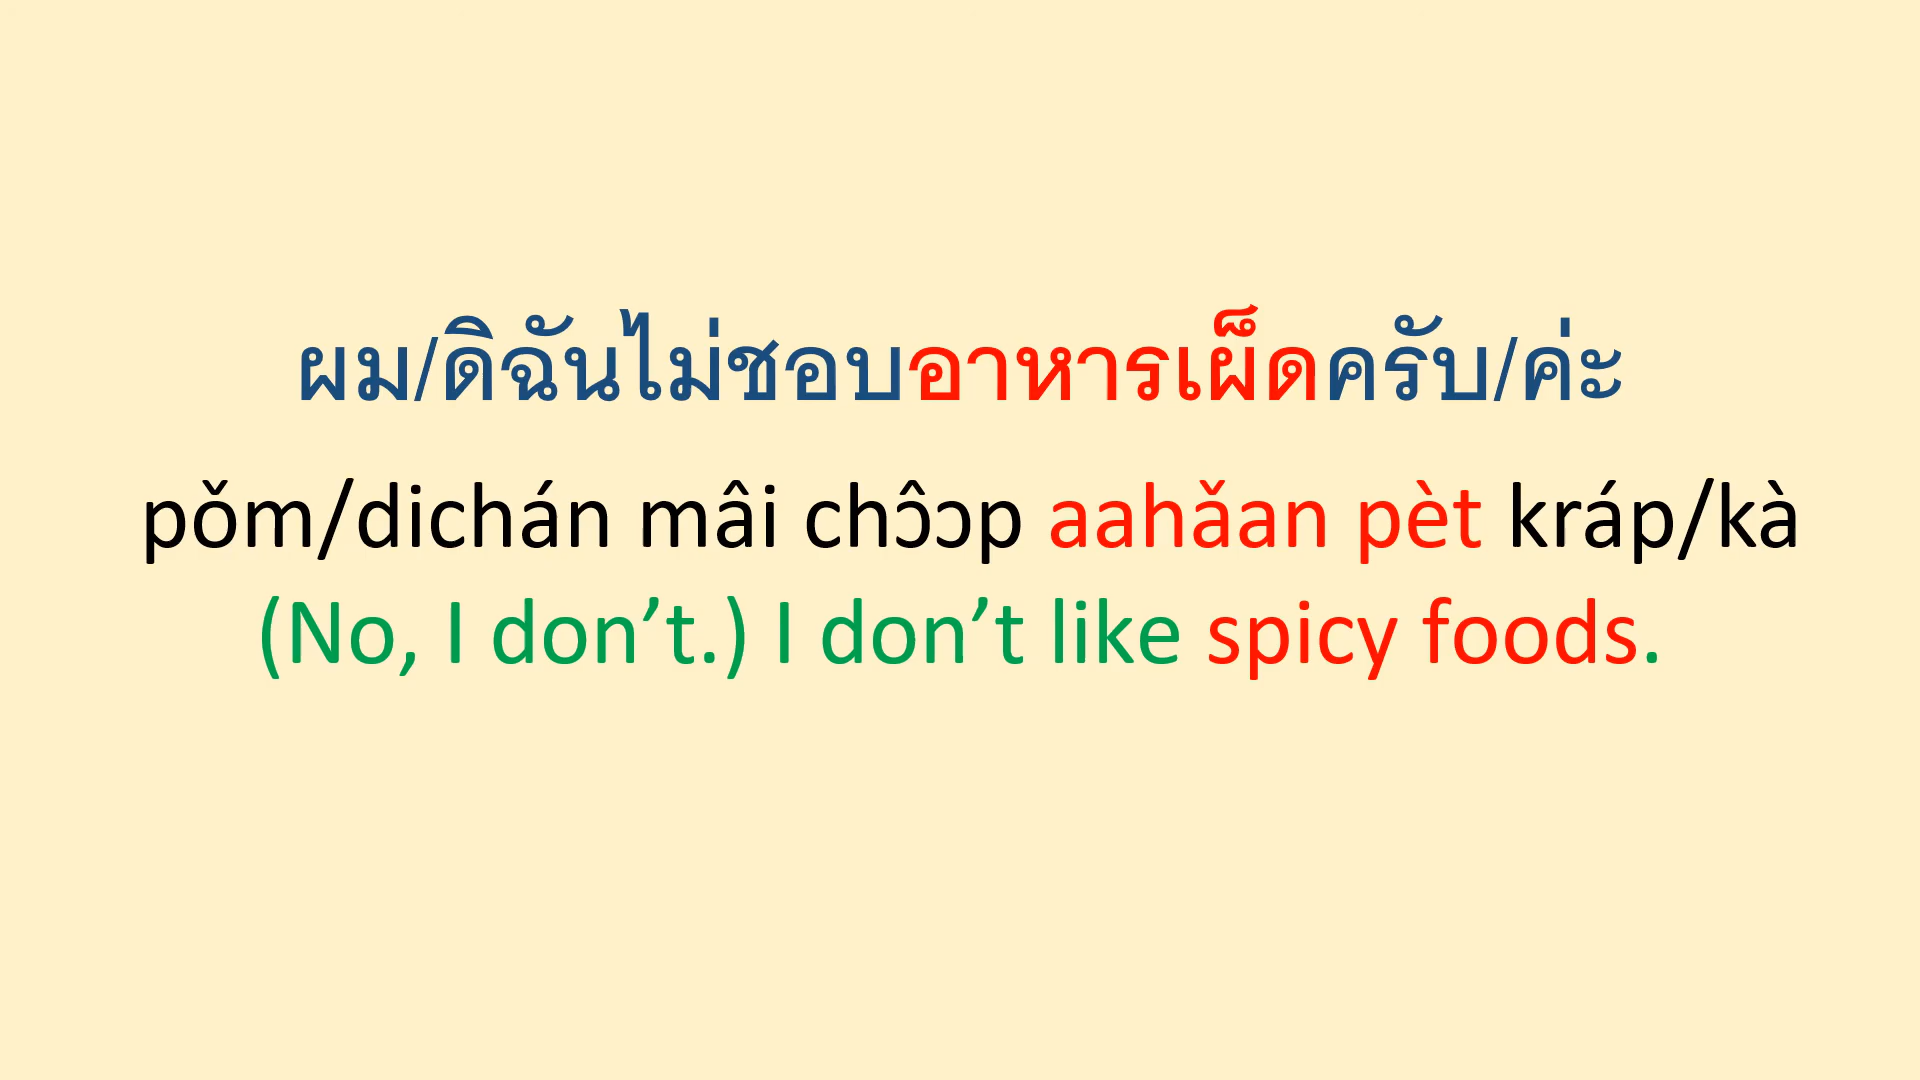 ผม/ดิฉันไม่ชอบอาหารเผ็ดครับ/ค่ะ
pǒm/dichán mâi chɔ̂ɔp aahǎan pèt kráp/kà
(No, I don’t.) I don’t like spicy foods.